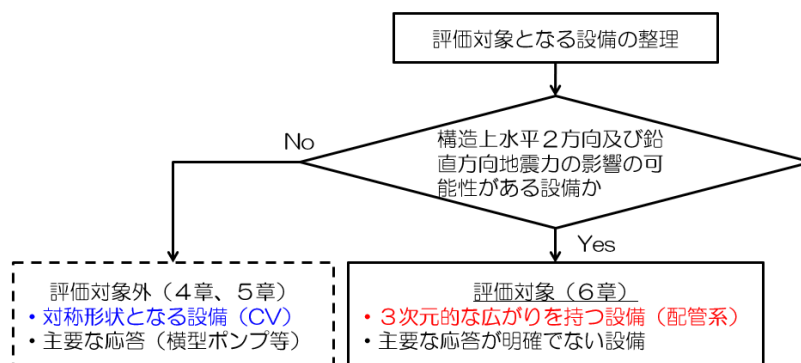 評価対象となる設備の整理
No
構造上水平２方向及び鉛
直方向地震力の影響の可
能性がある設備か
Yes
評価対象外（４章、５章）
・対称形状となる設備（CV）
・主要な応答（横型ポンプ等）
評価対象（６章）
・３次元的な広がりを持つ設備（配管系）
・主要な応答が明確でない設備